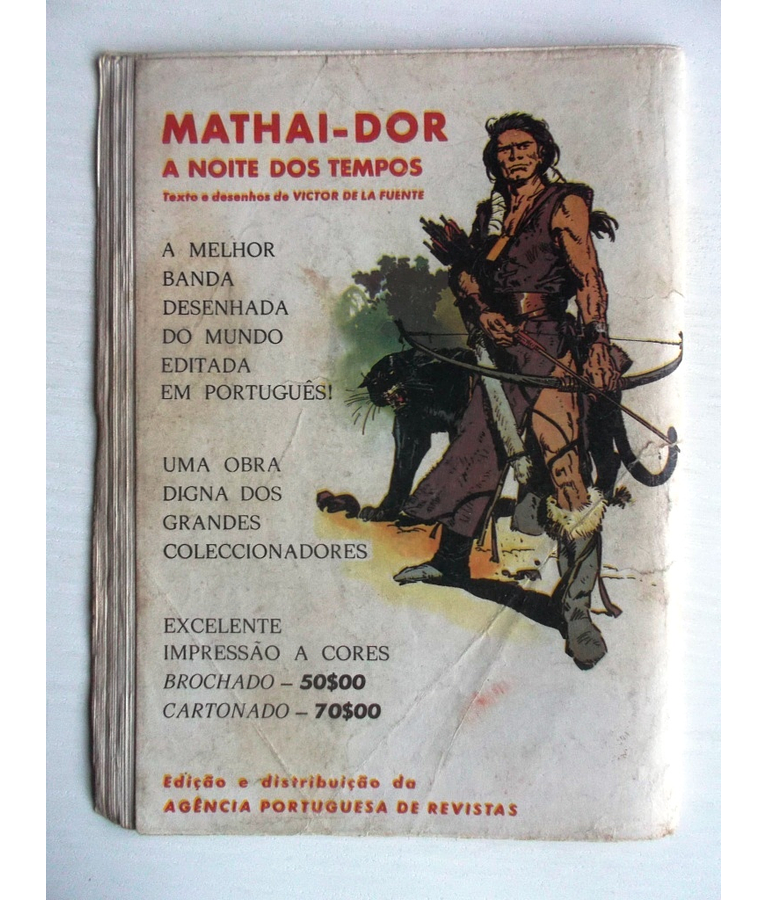 MATHAI-DOR
A NOITE DOS TEMPOS
Texto e desenhos de VICTOR DE LA FUENTE
A MELHOR
BANDA
DESENHADA
DO MUNDO
EDITADA
EM PORTUGUÊS!
UMA OBRA
DIGNA DOS
GRANDES
COLECCIONADORES
EXCELENTE
IMPRESSÃO A CORES
BROCHADO – 50$00
CARTONADO – 70$00
Edição e distribuição da
AGÊNCIA PORTUGUESA DE REVISTAS